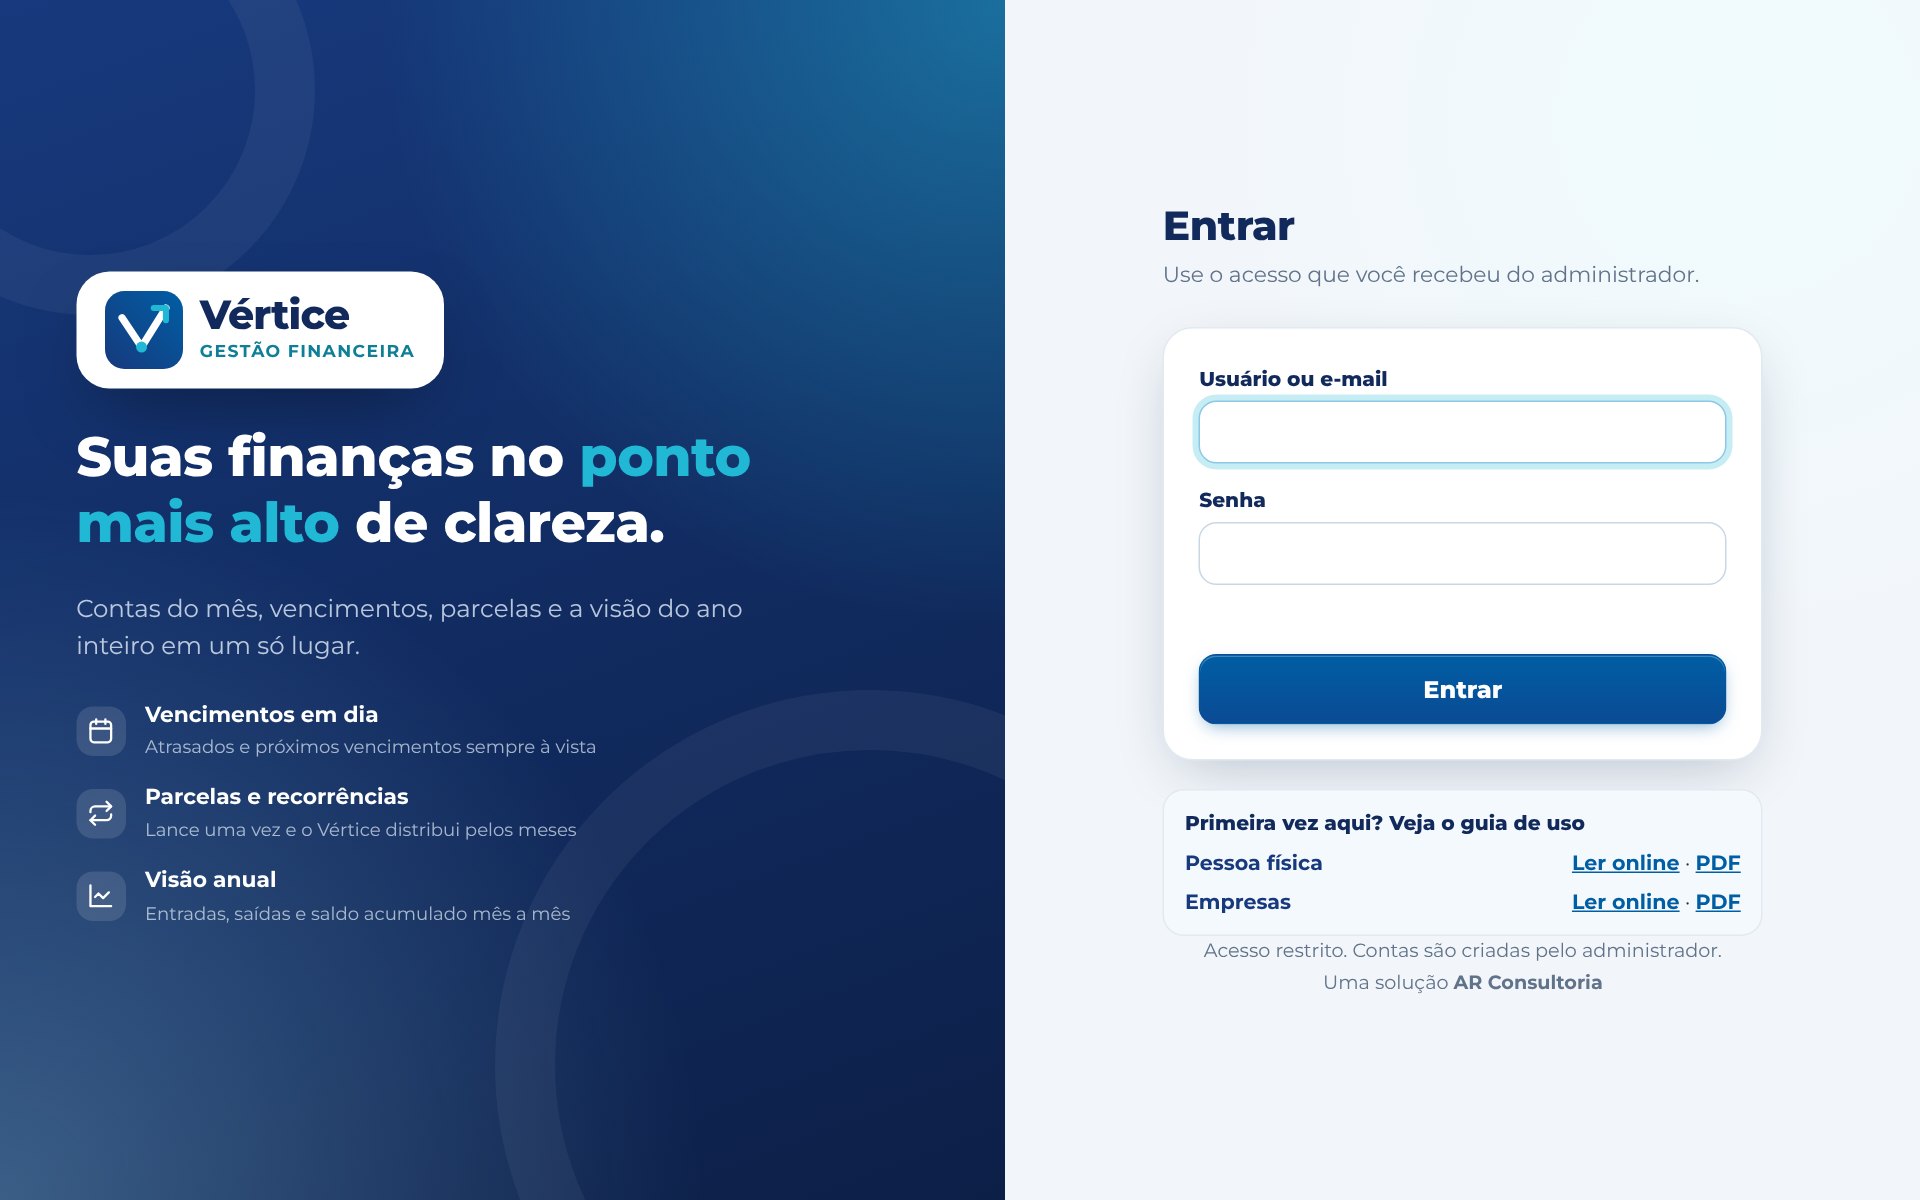 Vértice
GESTÃO FINANCEIRA
Suas finanças no ponto
mais alto de clareza.
Contas do mês, vencimentos, parcelas e a visão do ano
inteiro em um só lugar.
Vencimentos em dia
Atrasados e próximos vencimentos sempre à vista
Parcelas e recorrências
Lance uma vez e o Vértice distribui pelos meses
Visão anual
Entradas, saídas e saldo acumulado mês a mês
Entrar
Use o acesso que você recebeu do administrador.
Usuário ou e-mail
Senha
Entrar
Primeira vez aqui? Veja o guia de uso
Pessoa física Ler online · PDF
Empresas Ler online · PDF
Acesso restrito. Contas são criadas pelo administrador.
Uma solução AR Consultoria